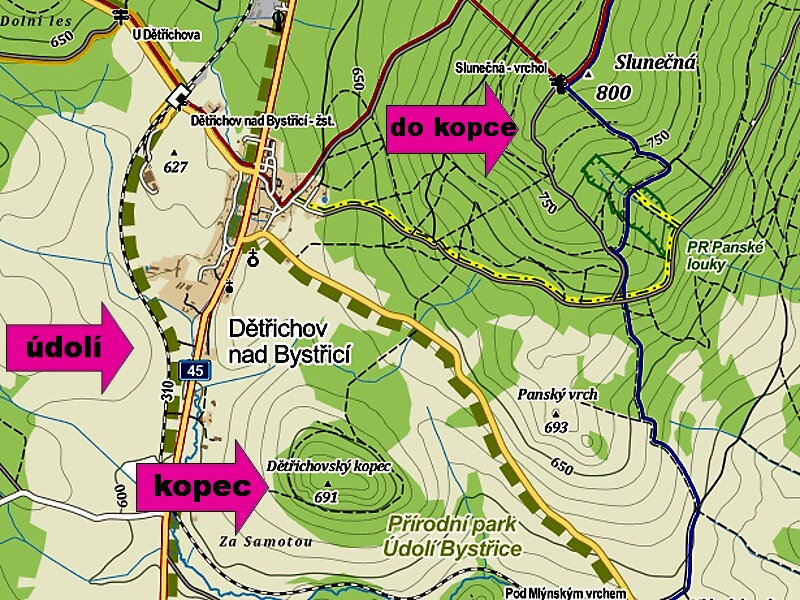 Dolní les
650
U Dětřichova
Slunečná - vrchol
Slunečná
800
650
Dětřichov nad Bystřicí - žst.
do kopce
750
627
750
PR Panské
louky
údolí
Dětřichov
nad Bystřicí
45
310
Panský vrch
693
650
Dětřichovský kopec
691
kopec
600
Přírodní park
Údolí Bystřice
Za Samotou
Pod Mlýnským vrchem